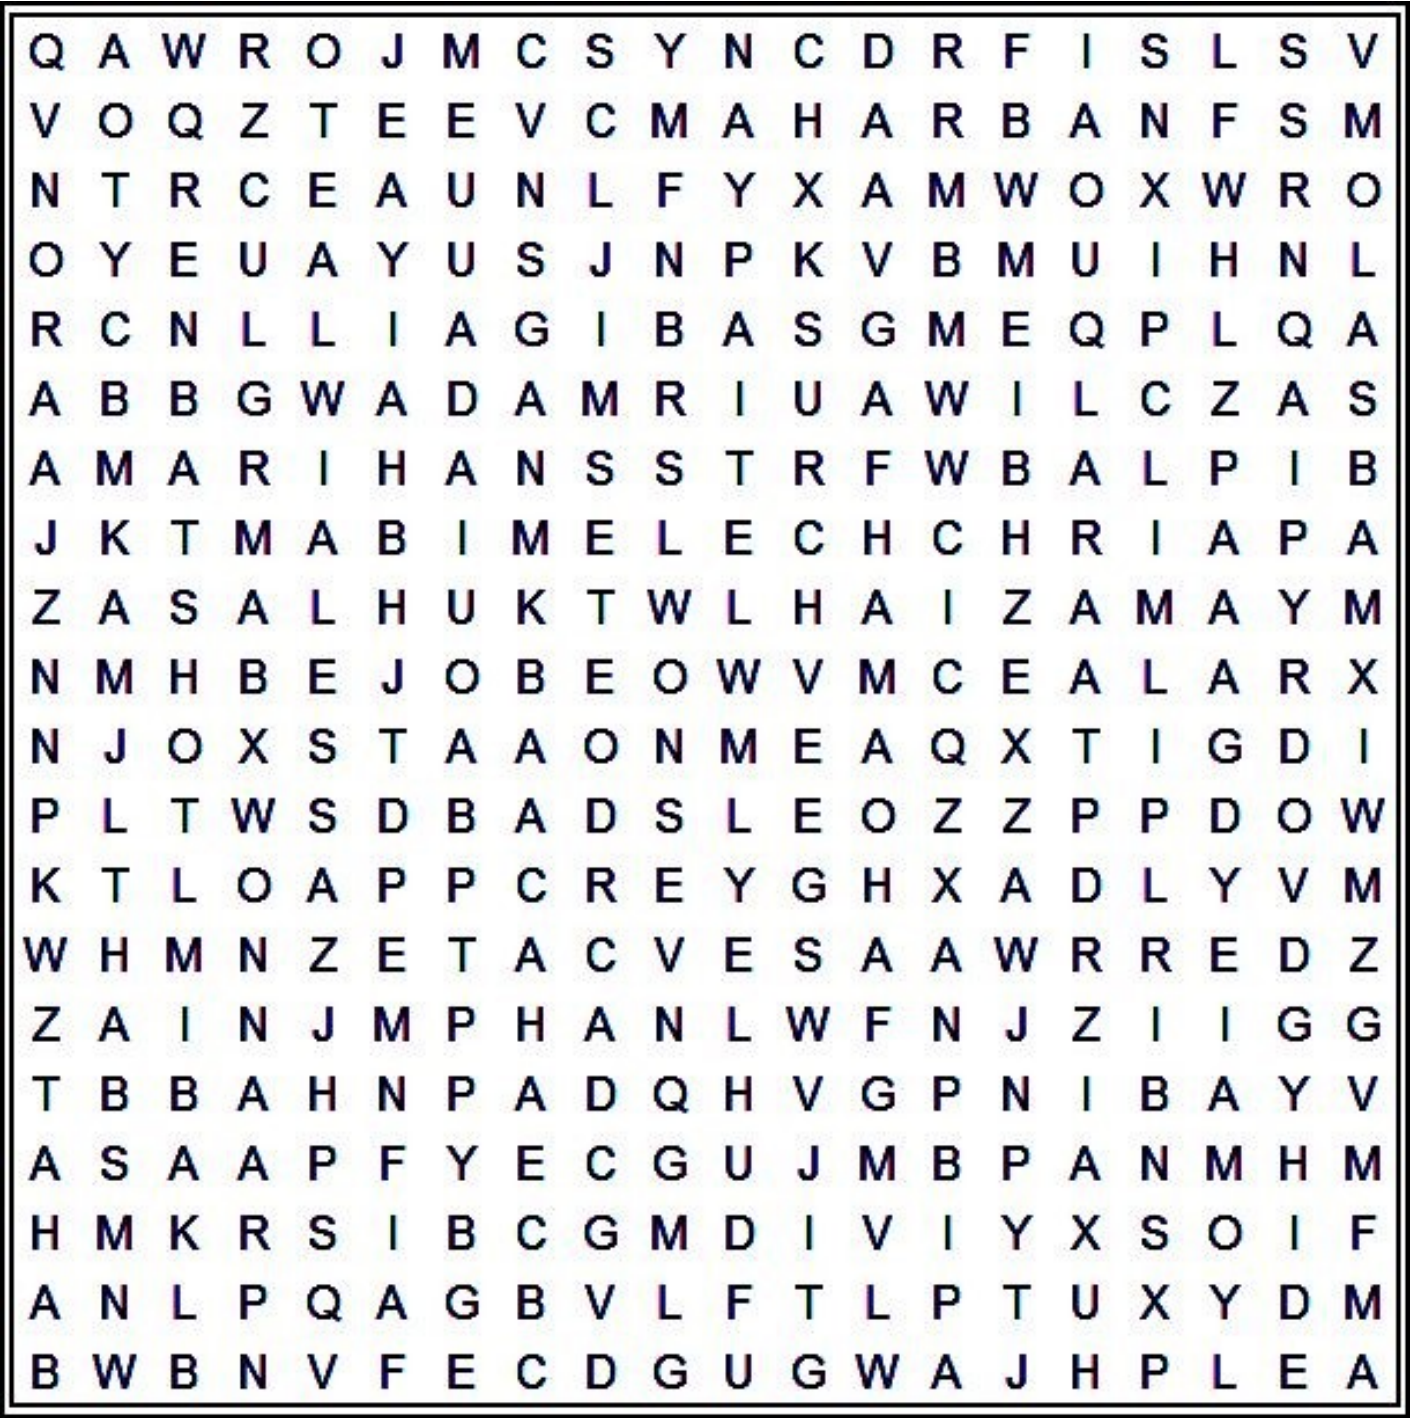 Q A W R O J M C S Y N C D R F I S L S V
V O Q Z T E E V C M A H A R B A N F S M
N T R C E A U N L F Y X A M W O X W R O
O Y E U A Y U S J N P K V B M U I H N L
R C N L L I A G I B A S G M E Q P L Q A
A B B G W A D A M R I U A W I L C Z A S
A M A R I H A N S S T R F W B A L P I B
J K T M A B I M E L E C H C H R I A P A
Z A S A L H U K T W L H A I Z A M A Y M
N M H B E J O B E O W V M C E A L A R X
N J O X S T A A O N M E A Q X T I G D I
P L T W S D B A D S L E O Z Z P P D O W
K T L O A P P C R E Y G H X A D L Y V M
W H M N Z E T A C V E S A A W R R E D Z
Z A I N J M P H A N L W F N J Z I I G G
T B B A H N P A D Q H V G P N I B A Y V
A S A A P F Y E C G U J M B P A N M H M
H M K R S I B C G M D I V I Y X S O I F
A N L P Q A G B V L F T L P T U X Y D M
B W B N V F E C D G U G W A J H P L E A